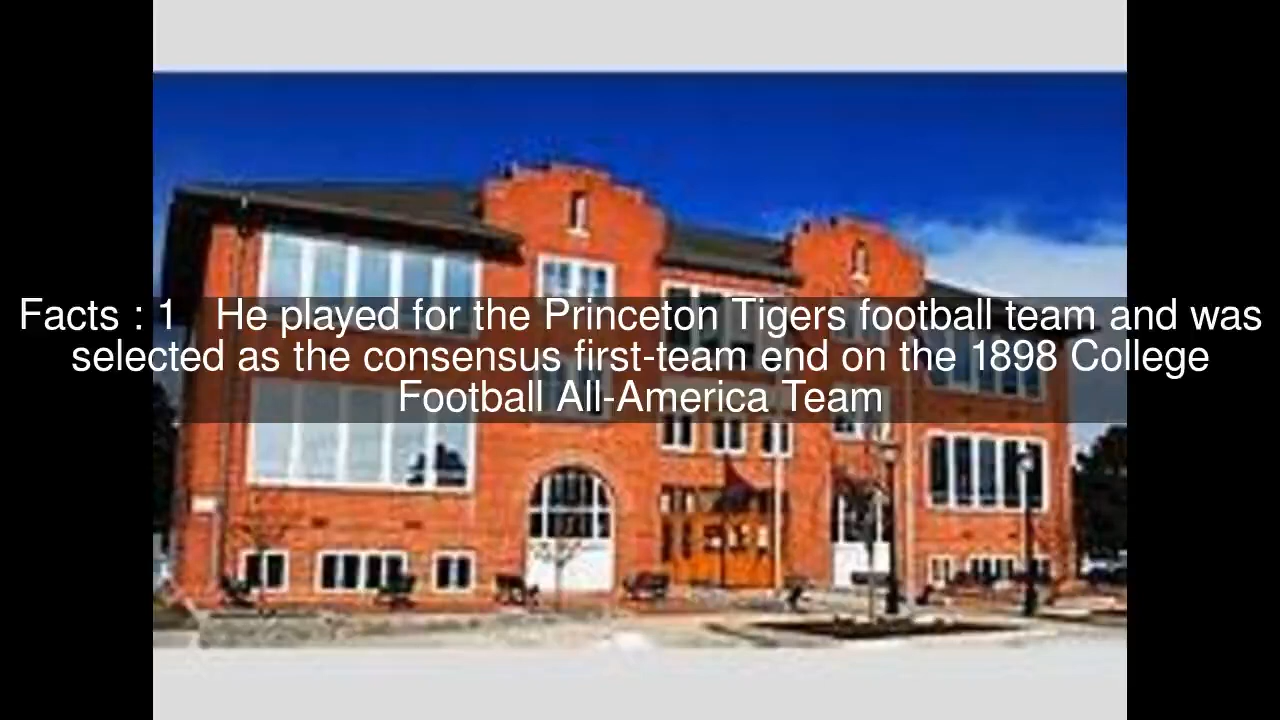 Facts : 1   He played for the Princeton Tigers football team and was
selected as the consensus first-team end on the 1898 College
Football All-America Team